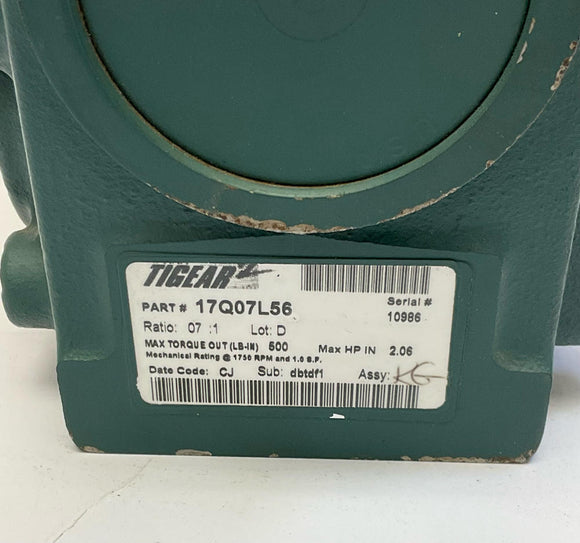 TIGEAR2
PART # 17Q07L56
Serial #
10986
Ratio: 07 :1 Lot: D
MAX TORQUE OUT (LB-IN) 500 Max HP IN 2.06
Mechanical Rating @ 1750 RPM and 1.0 S.F.
Date Code: CJ Sub: dbtdf1 Assy: KG